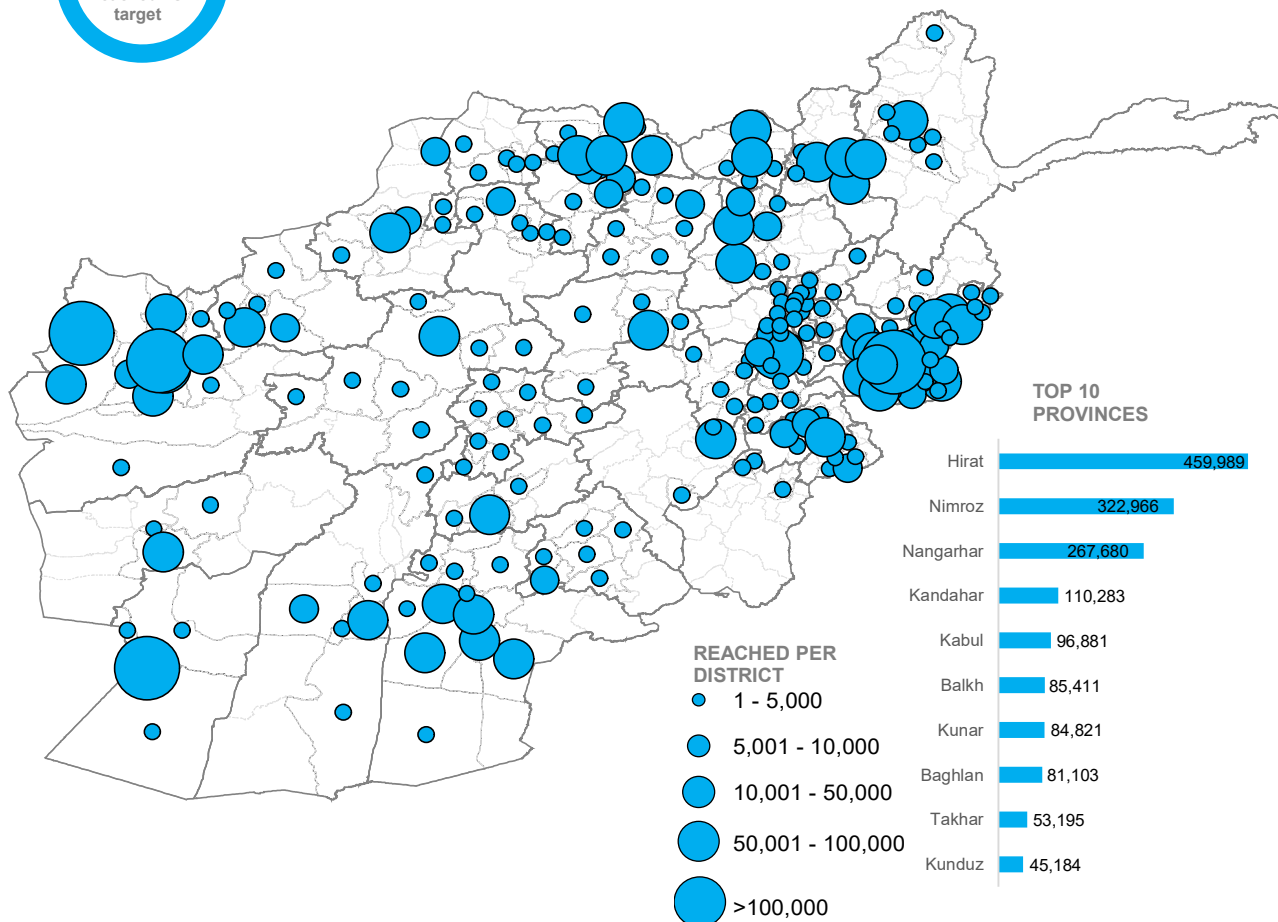 target
TOP 10
PROVINCES
Hirat 459,989
Nimroz 322,966
Nangarhar 267,680
Kandahar 110,283
Kabul 96,881
Balkh 85,411
Kunar 84,821
Baghlan 81,103
Takhar 53,195
Kunduz 45,184
REACHED PER
DISTRICT
1 - 5,000
5,001 - 10,000
10,001 - 50,000
50,001 - 100,000
>100,000